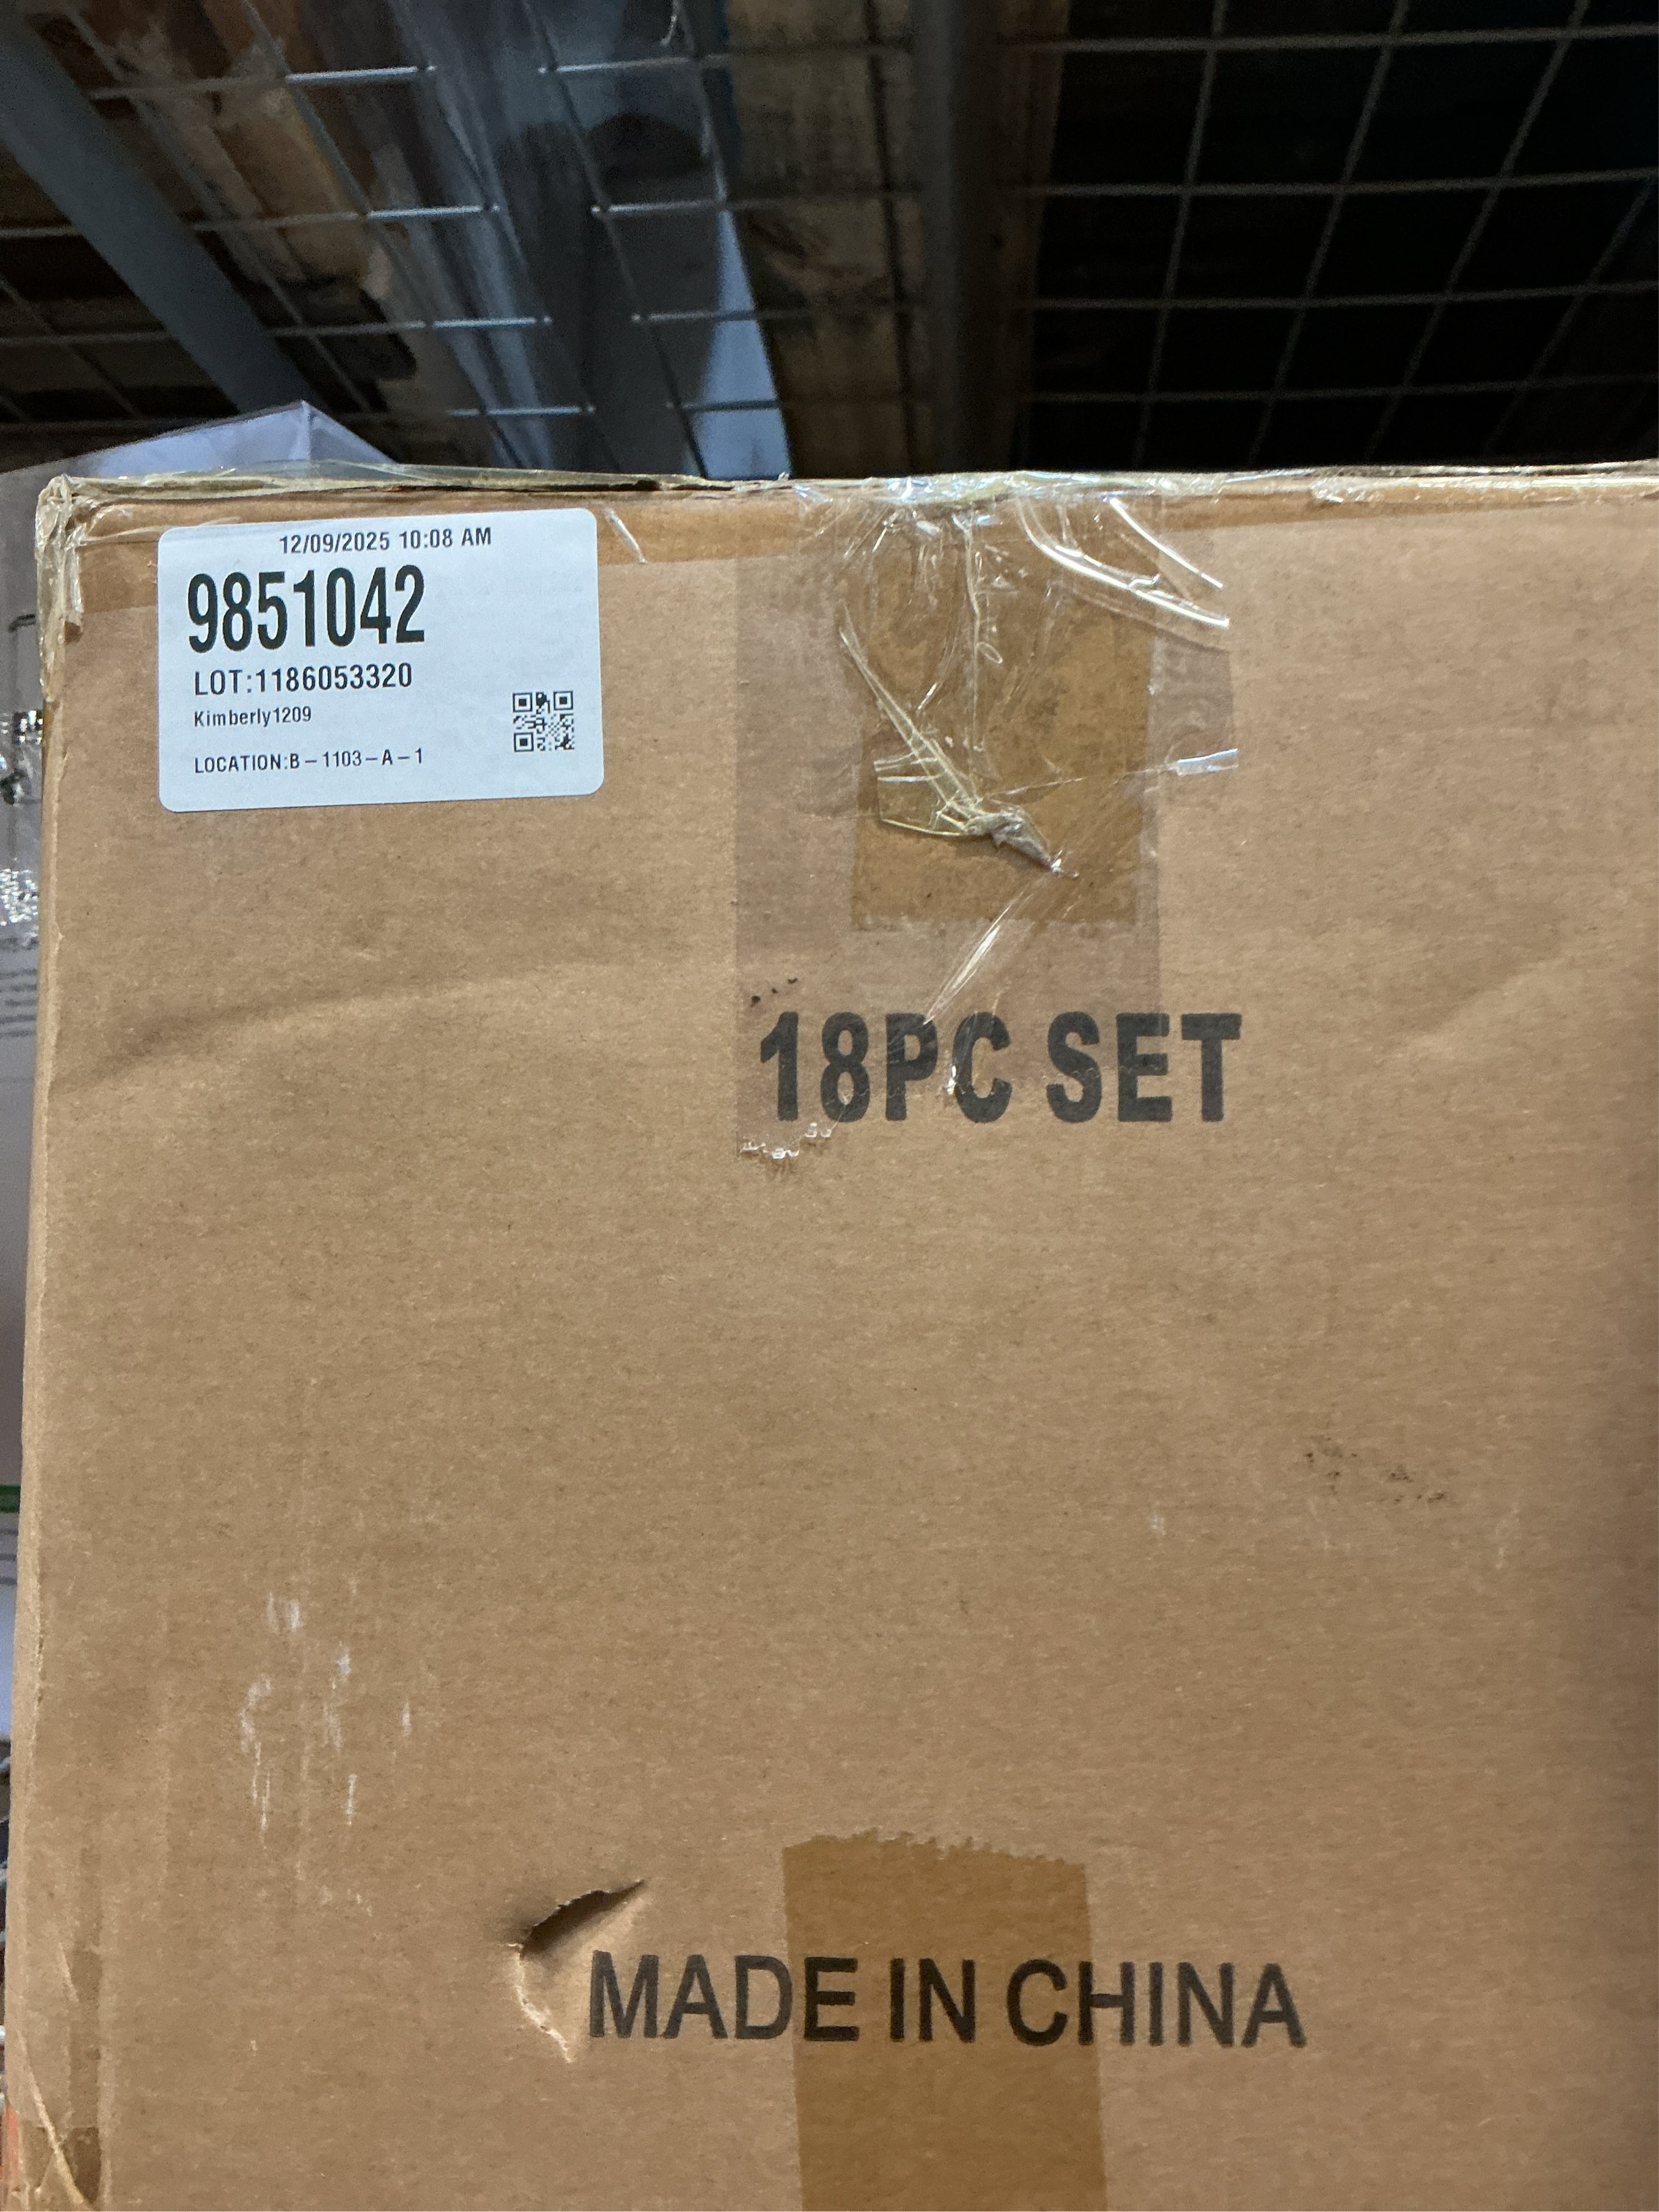 12/09/2025 10:08 AM
9851042
LOT:1186053320
Kimberly1209
LOCATION:B-1103-A-1
18PC SET
MADE IN CHINA